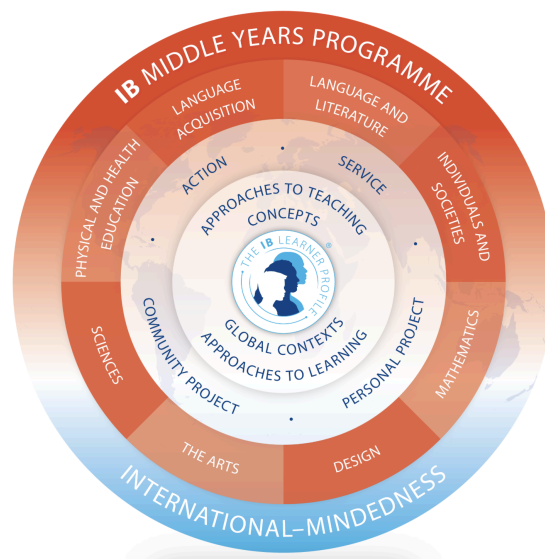 IB MIDDLE YEARS PROGRAMME
LANGUAGE
ACQUISITION
LANGUAGE AND
LITERATURE
PHYSICAL AND HEALTH
EDUCATION
INDIVIDUALS AND
SOCIETIES
SCIENCES
MATHEMATICS
THE ARTS
DESIGN
ACTION
SERVICE
COMMUNITY PROJECT
PERSONAL PROJECT
APPROACHES TO TEACHING
CONCEPTS
THE IB LEARNER PROFILE
®
GLOBAL CONTEXTS
APPROACHES TO LEARNING
INTERNATIONAL–MINDEDNESS